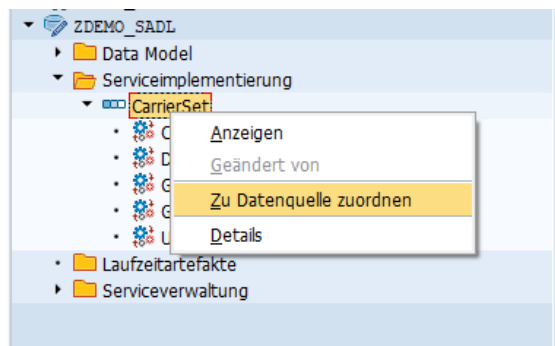 ZDEMO_SADL
Data Model
Serviceimplementierung
CarrierSet
C
Anzeigen
D
Geändert von
G
Zu Datenquelle zuordnen
G
U
Details
Laufzeitartefakte
Serviceverwaltung